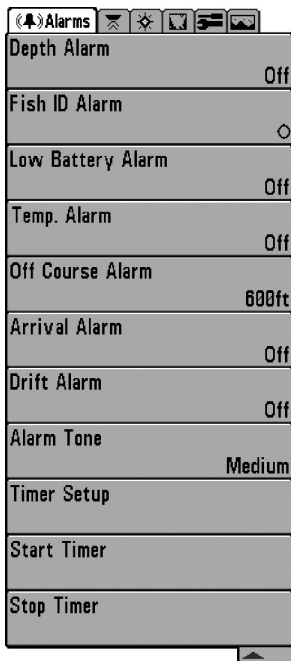 Alarms
Depth Alarm
Off
Fish ID Alarm
Low Battery Alarm
Off
Temp. Alarm
Off
Off Course Alarm
600ft
Arrival Alarm
Off
Drift Alarm
Off
Alarm Tone
Medium
Timer Setup
Start Timer
Stop Timer